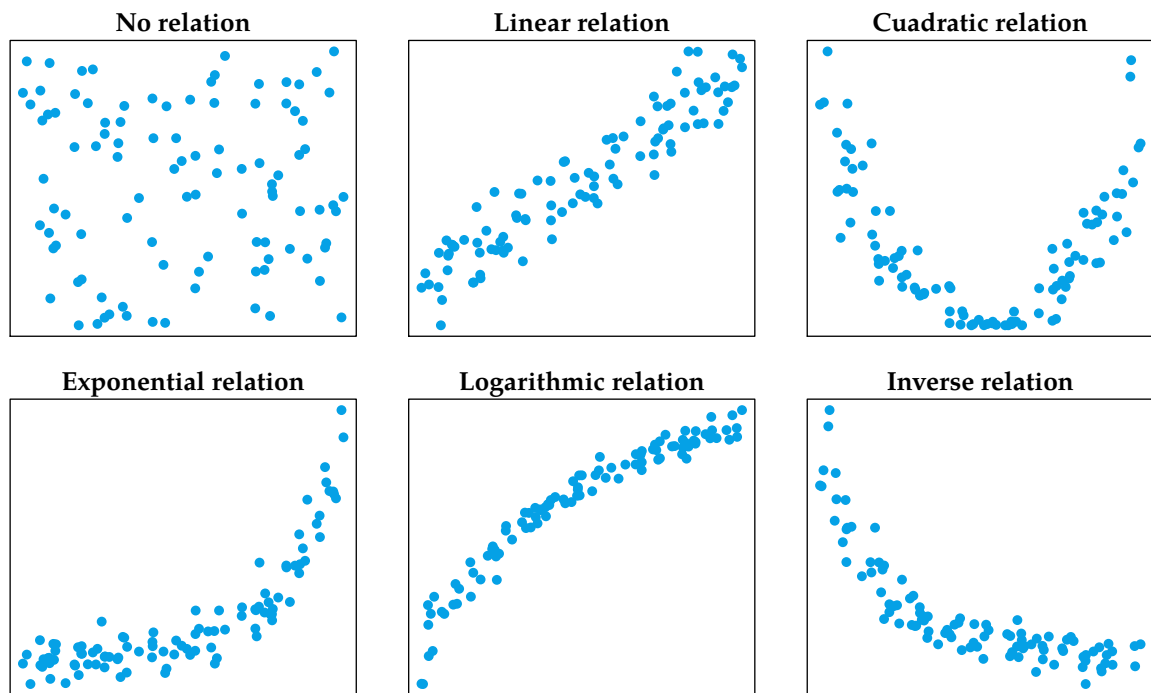 No relation
Linear relation
Cuadratic relation
Exponential relation
Logarithmic relation
Inverse relation